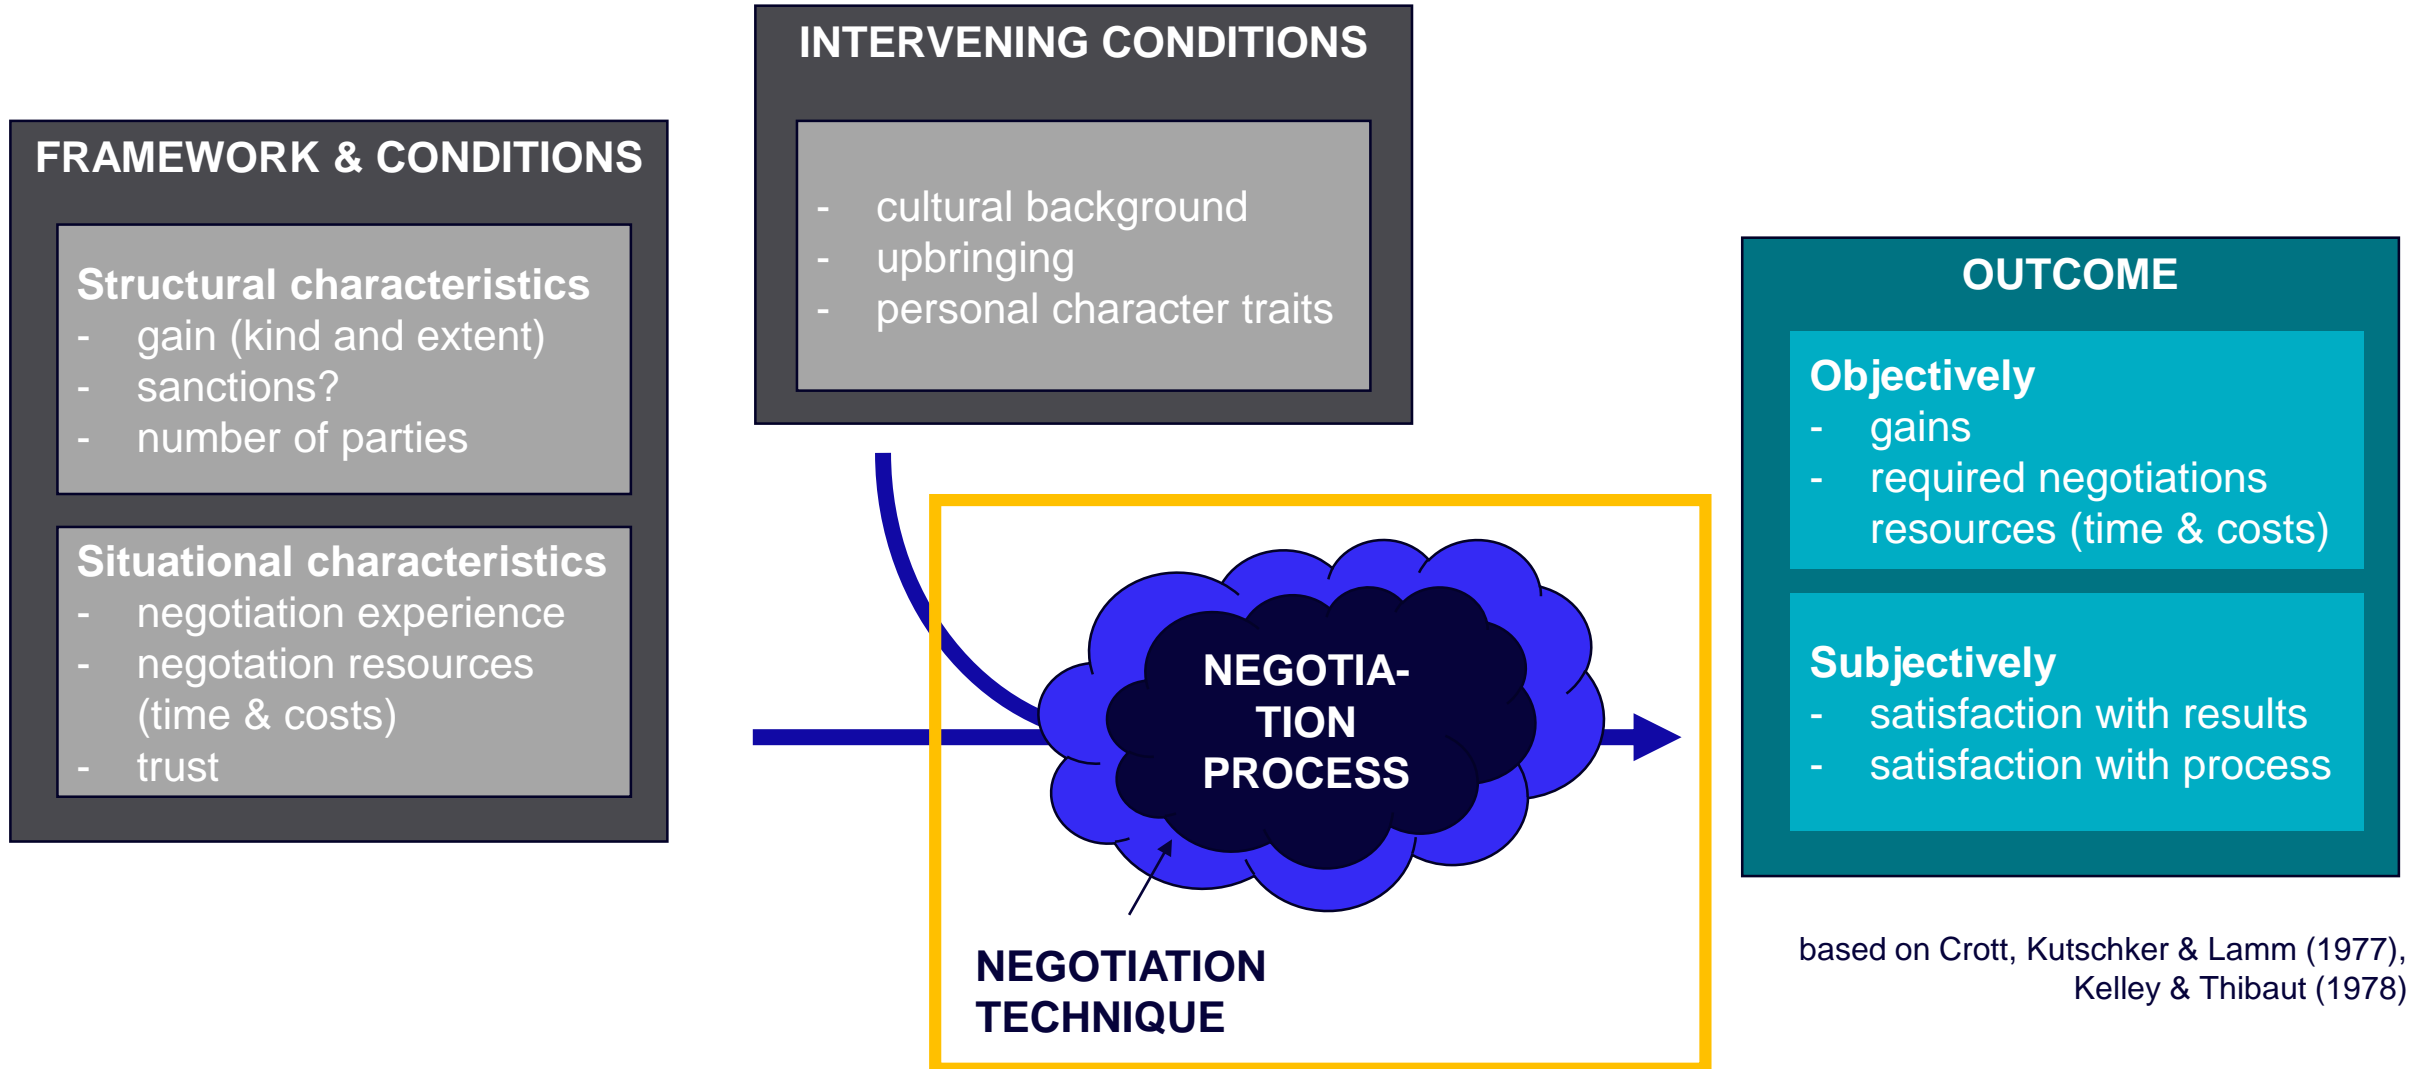 INTERVENING CONDITIONS
- cultural background
- upbringing
- personal character traits
FRAMEWORK & CONDITIONS
Structural characteristics
- gain (kind and extent)
- sanctions?
- number of parties
Situational characteristics
- negotiation experience
- negotation resources
(time & costs)
- trust
NEGOTIA-
TION
PROCESS
NEGOTIATION
TECHNIQUE
OUTCOME
Objectively
- gains
- required negotiations
resources (time & costs)
Subjectively
- satisfaction with results
- satisfaction with process
based on Crott, Kutschker & Lamm (1977),
Kelley & Thibaut (1978)